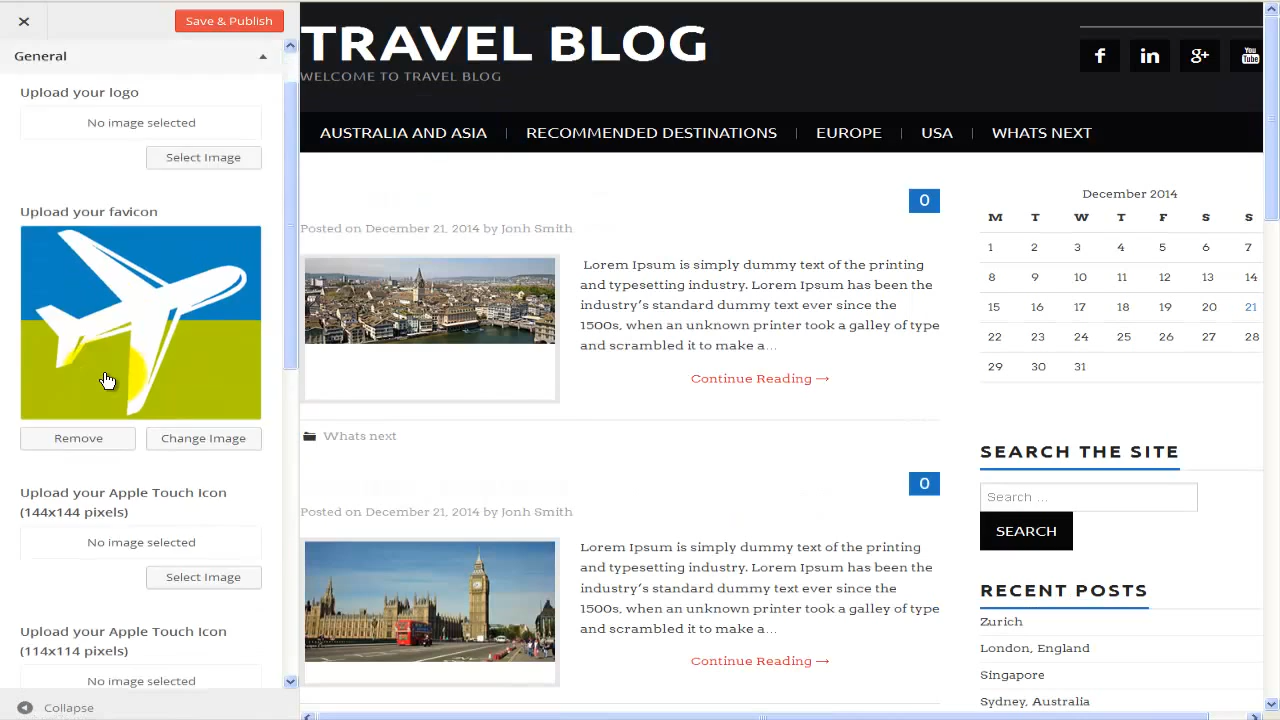 Save & Publish
General
Upload your logo
No image selected
Select Image
Upload your favicon
Remove
Change Image
Upload your Apple Touch Icon
(144x144 pixels)
No image selected
Select Image
Upload your Apple Touch Icon
(114x114 pixels)
No image selected
Collapse
TRAVEL BLOG
WELCOME TO TRAVEL BLOG
f
in
g+
You
Tube
AUSTRALIA AND ASIA
RECOMMENDED DESTINATIONS
EUROPE
USA
WHATS NEXT
0
Posted on December 21, 2014 by Jonh Smith
Lorem Ipsum is simply dummy text of the printing
and typesetting industry. Lorem Ipsum has been the
industry's standard dummy text ever since the
1500s, when an unknown printer took a galley of type
and scrambled it to make a...
Continue Reading →
Whats next
0
Posted on December 21, 2014 by Jonh Smith
Lorem Ipsum is simply dummy text of the printing
and typesetting industry. Lorem Ipsum has been the
industry's standard dummy text ever since the
1500s, when an unknown printer took a galley of type
and scrambled it to make a...
Continue Reading →
December 2014
M T W T F S S
1 2 3 4 5 6 7
8 9 10 11 12 13 14
15 16 17 18 19 20 21
22 23 24 25 26 27 28
29 30 31
SEARCH THE SITE
Search ...
SEARCH
RECENT POSTS
Zurich
London, England
Singapore
Sydney, Australia